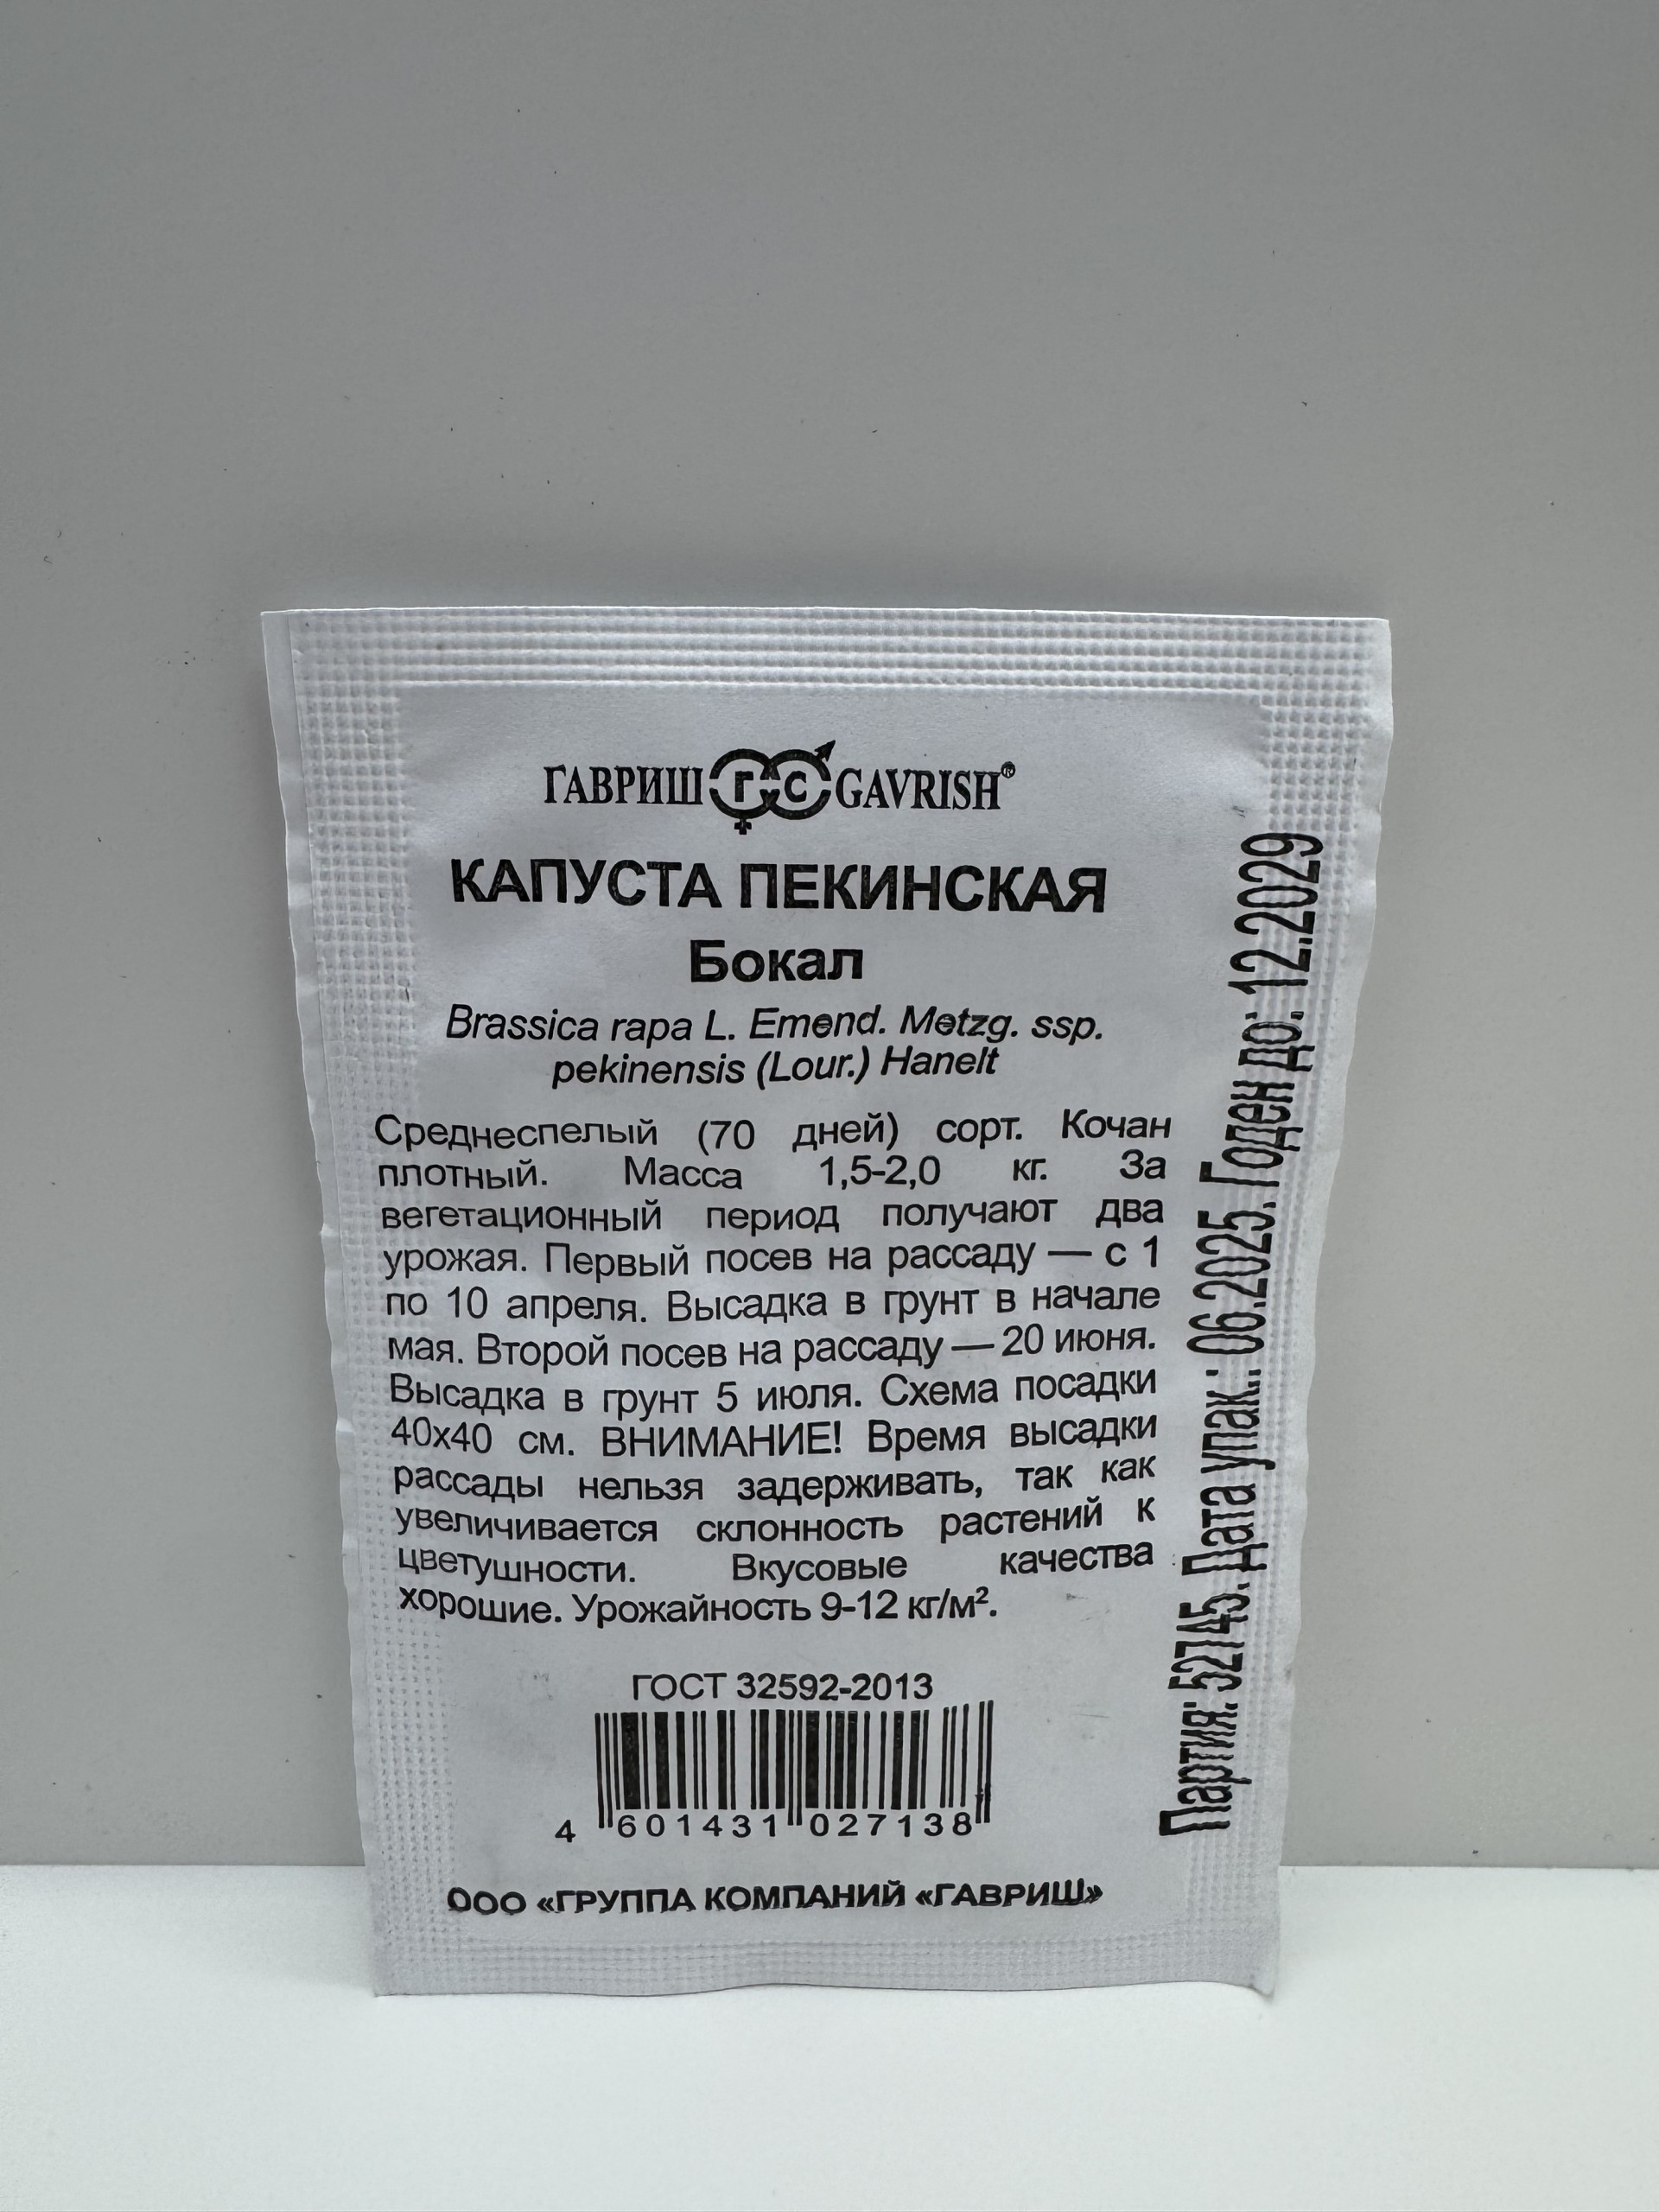 ГАВРИШ ГС GAVRISH®
КАПУСТА ПЕКИНСКАЯ
Бокал
Brassica rapa L. Emend. Metzg. ssp.
pekinensis (Lour.) Hanelt
Среднеспелый (70 дней) сорт. Кочан
плотный. Масса 1,5-2,0 кг. За
вегетационный период получают два
урожая. Первый посев на рассаду — с 1
по 10 апреля. Высадка в грунт в начале
мая. Второй посев на рассаду — 20 июня.
Высадка в грунт 5 июля. Схема посадки
40х40 см. ВНИМАНИЕ! Время высадки
рассады нельзя задерживать, так как
увеличивается склонность растений к
цветушности. Вкусовые качества
хорошие. Урожайность 9-12 кг/м².
ГОСТ 32592-2013
4 601431 027138
ООО «ГРУППА КОМПАНИЙ «ГАВРИШ»
Партия: 52745. Дата упак.: 06.2025. Годен до: 12.2029